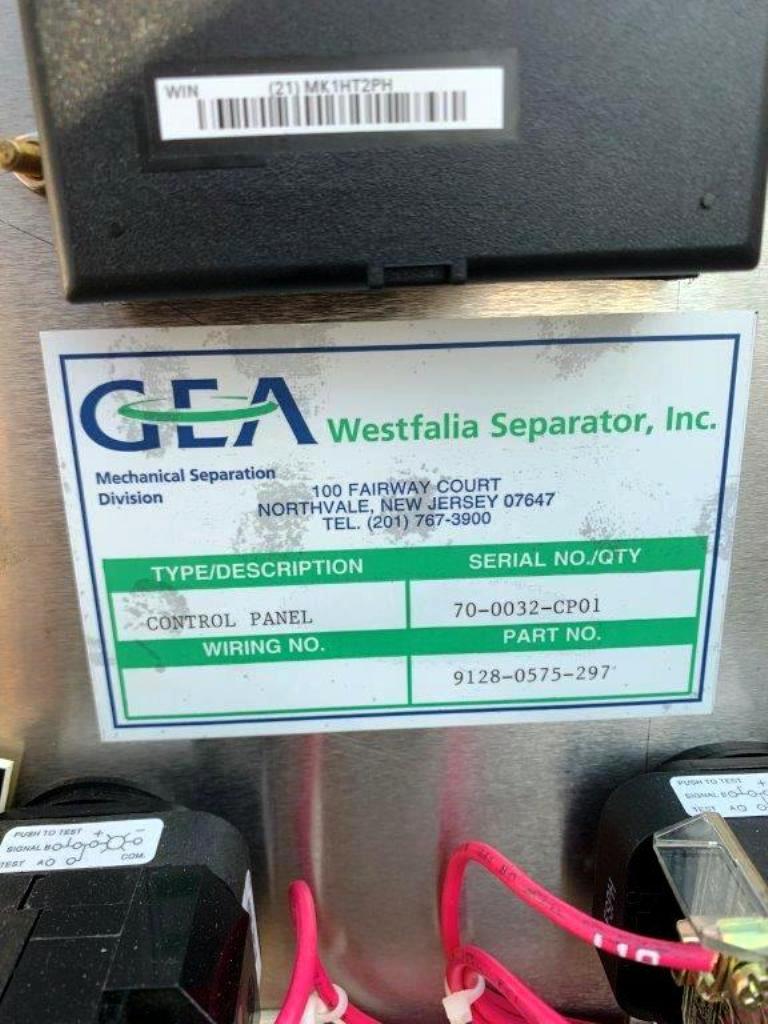 WIN (21) MK1HT2PH
GEA Westfalia Separator, Inc.
Mechanical Separation
Division
100 FAIRWAY COURT
NORTHVALE, NEW JERSEY 07647
TEL. (201) 767-3900
TYPE/DESCRIPTION SERIAL NO./QTY
CONTROL PANEL 70-0032-CP01
WIRING NO. PART NO.
9128-0575-297
PUSH TO TEST + −
SIGNAL B
TEST A COM.
PUSH TO TEST +
SIGNAL B
TEST A